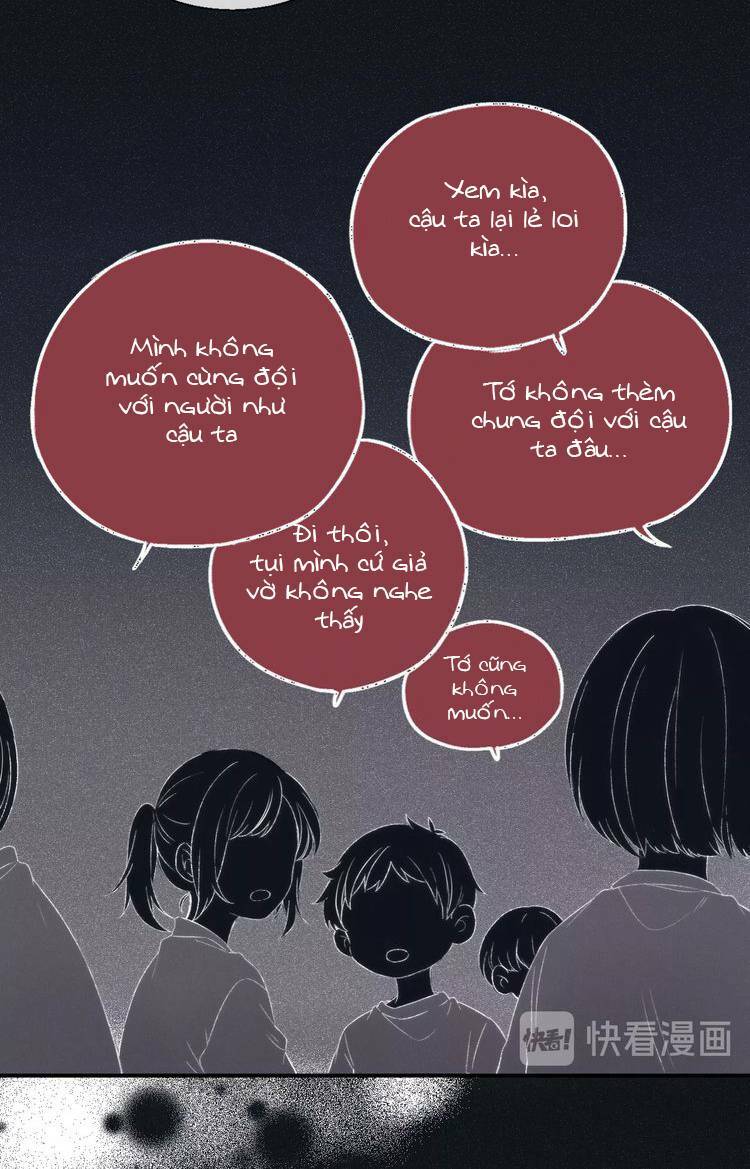 Xem kìa,
cậu ta lại lẻ loi
kìa...
Mình không
muốn cùng đội
với người như
cậu ta
Tớ không thèm
chung đội với cậu
ta đâu...
Đi thôi,
tụi mình cứ giả
vờ không nghe
thấy
Tớ cũng
không
muốn...
快看! 快看漫画